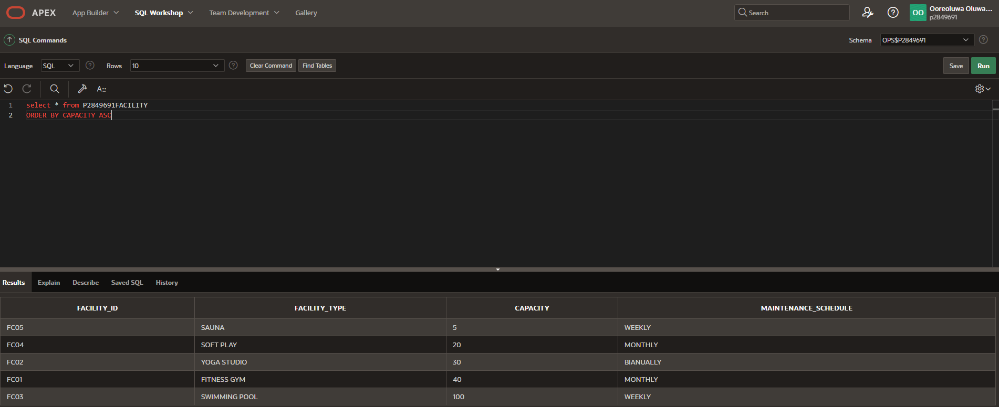 APEX App Builder SQL Workshop Team Development Gallery Search OO Ooreoluwa Oluwa...
p2849691
SQL Commands Schema OPS$P2849691
Language SQL Rows 10 Clear Command Find Tables Save Run
A::
1 select * from P2849691FACILITY
2 ORDER BY CAPACITY ASC
Results Explain Describe Saved SQL History
FACILITY_ID FACILITY_TYPE CAPACITY MAINTENANCE_SCHEDULE
FC05 SAUNA 5 WEEKLY
FC04 SOFT PLAY 20 MONTHLY
FC02 YOGA STUDIO 30 BIANUALLY
FC01 FITNESS GYM 40 MONTHLY
FC03 SWIMMING POOL 100 WEEKLY